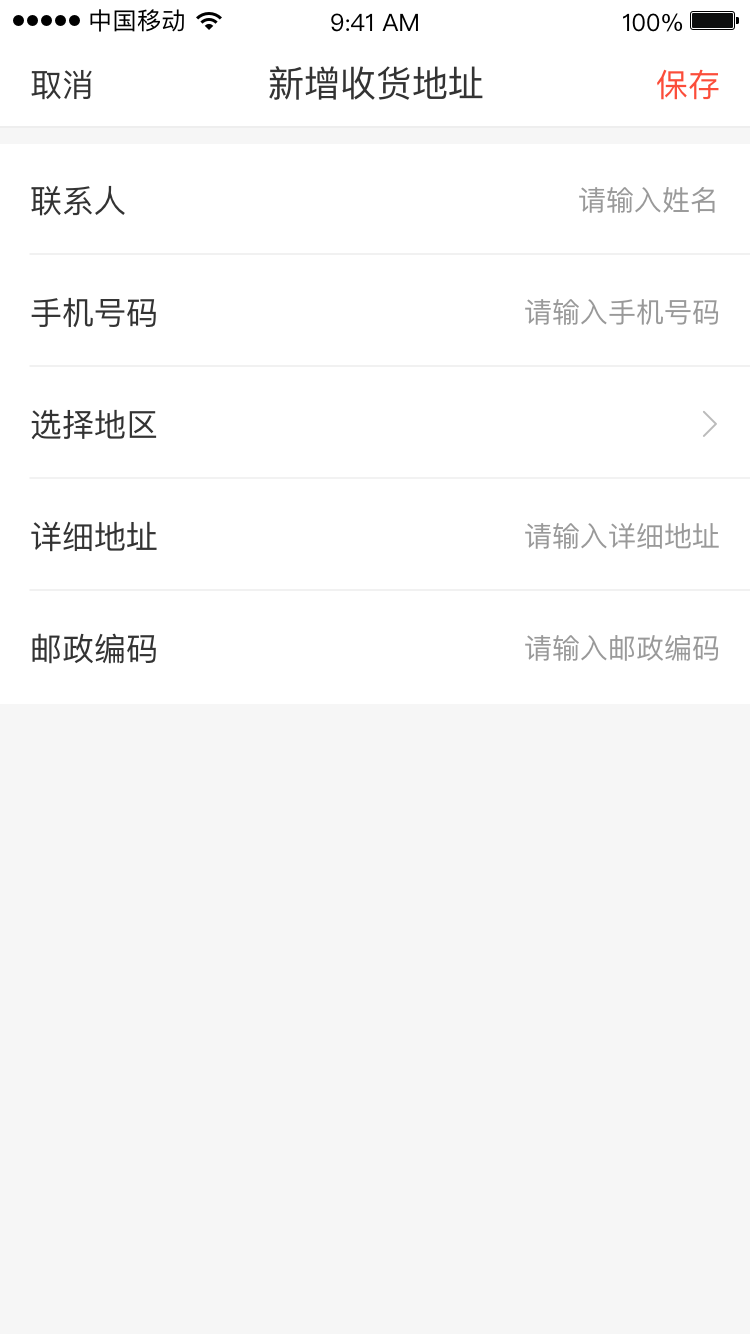 中国移动 9:41 AM 100%
取消 新增收货地址 保存
联系人 请输入姓名
手机号码 请输入手机号码
选择地区
详细地址 请输入详细地址
邮政编码 请输入邮政编码